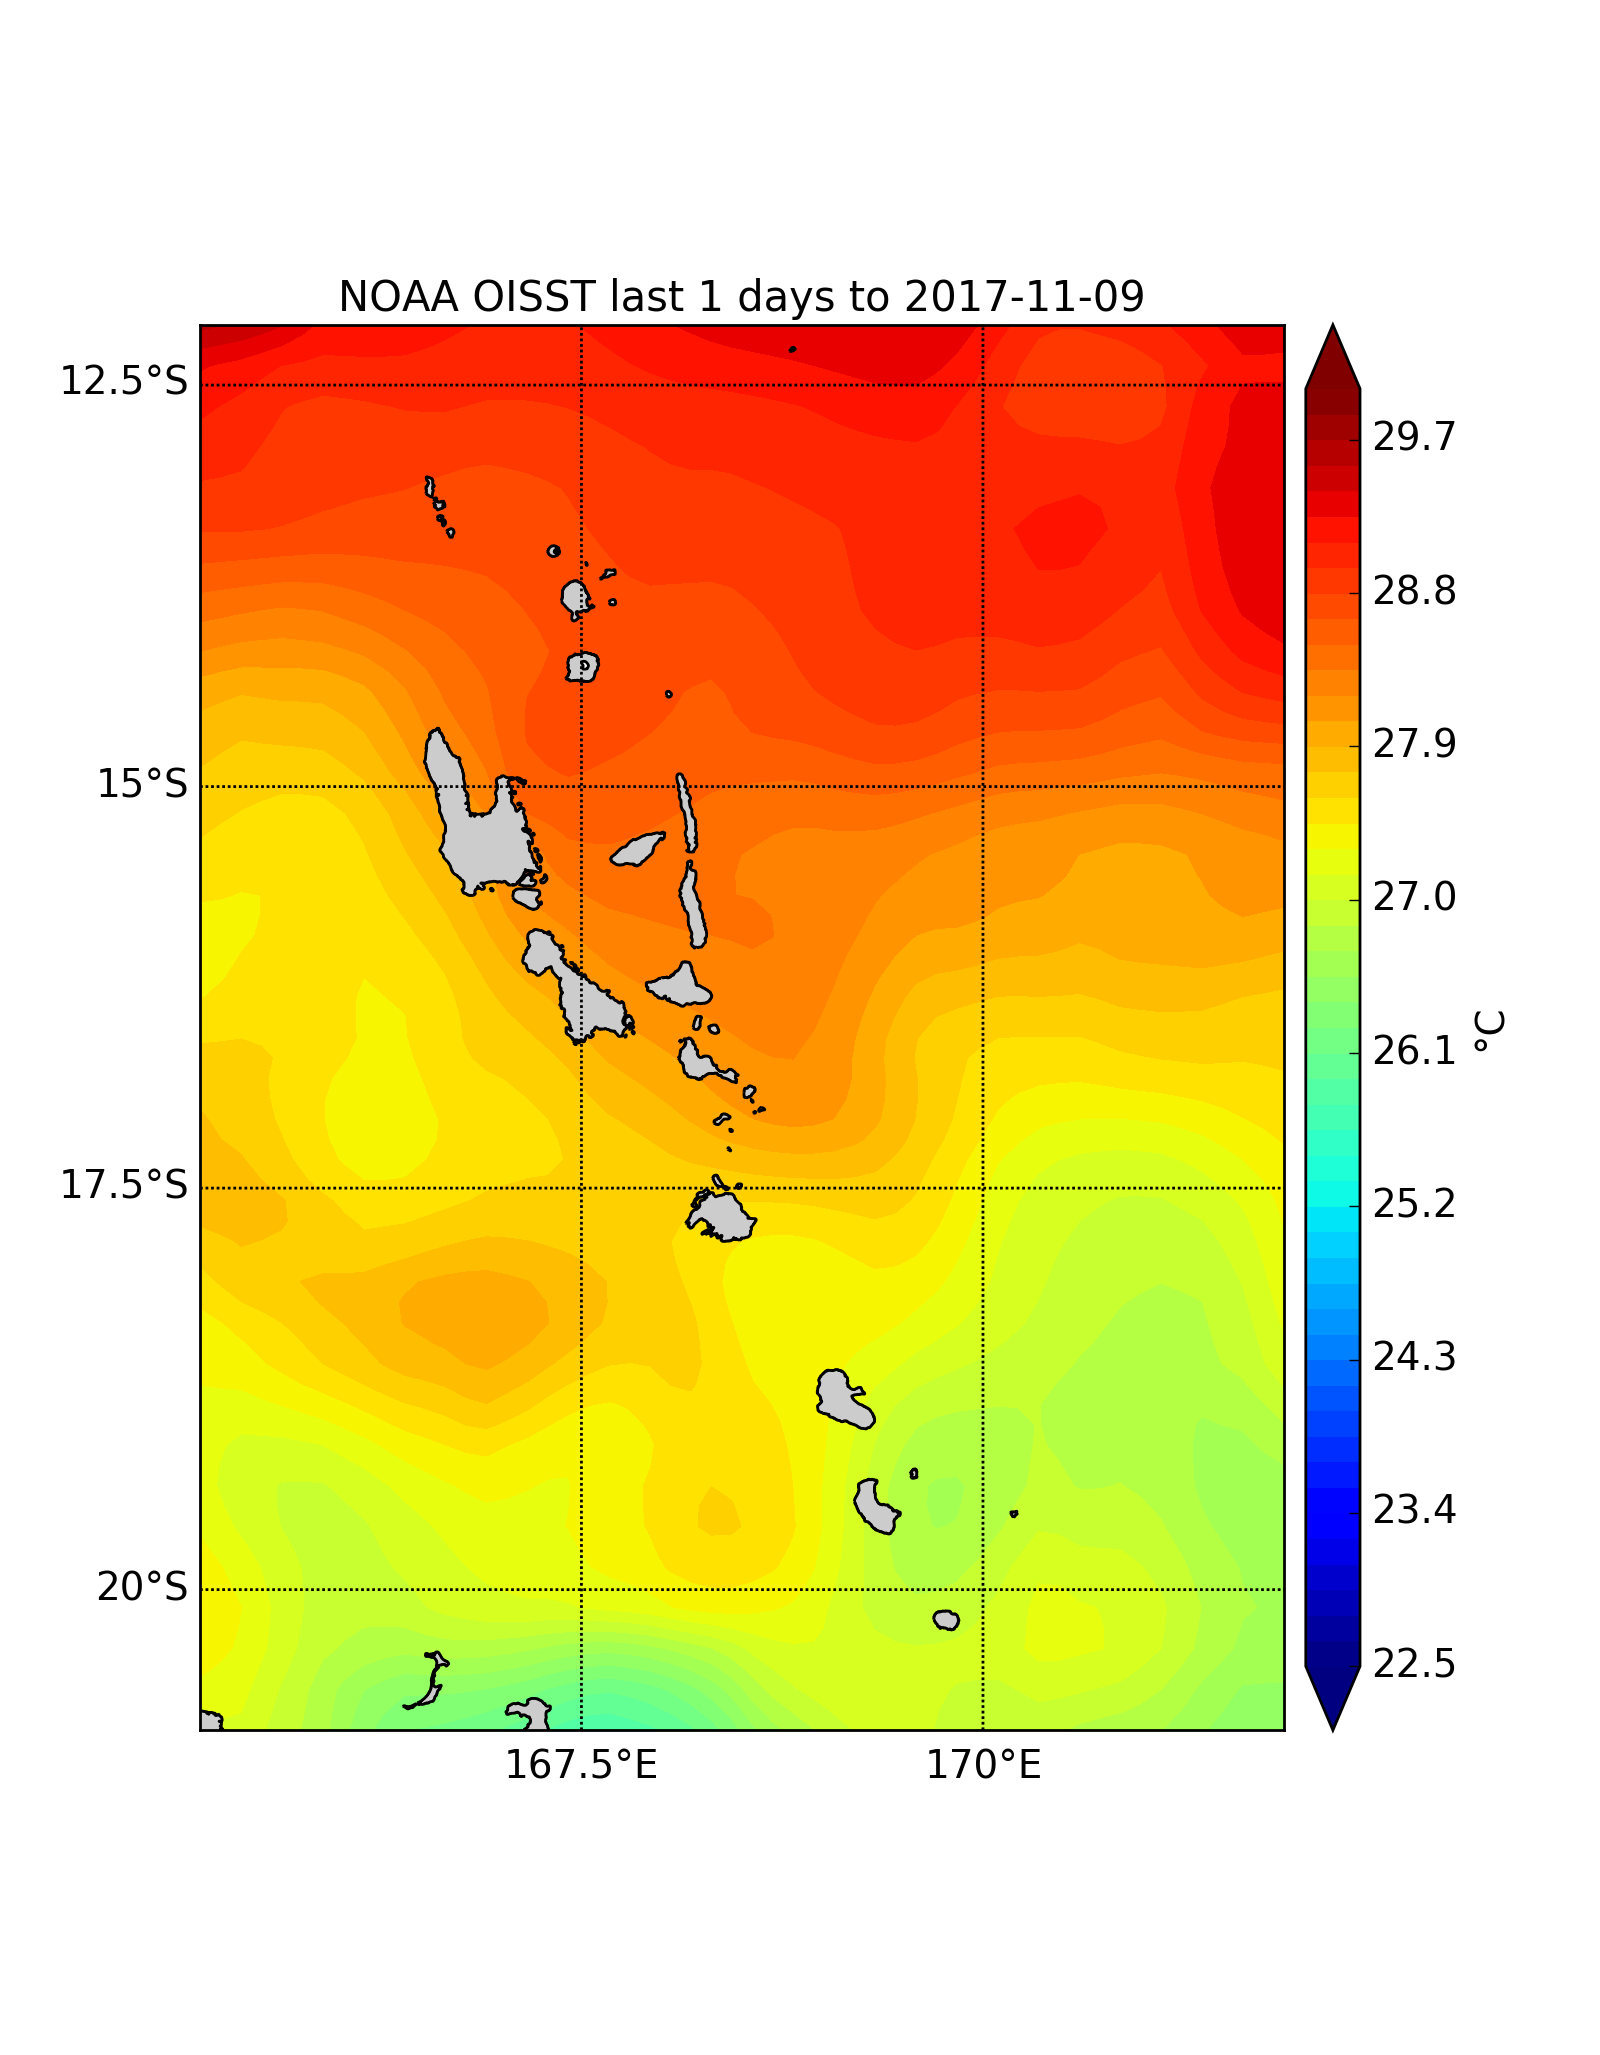 NOAA OISST last 1 days to 2017-11-09
12.5°S
15°S
17.5°S
20°S
167.5°E
170°E
29.7
28.8
27.9
27.0
26.1
25.2
24.3
23.4
22.5
°C